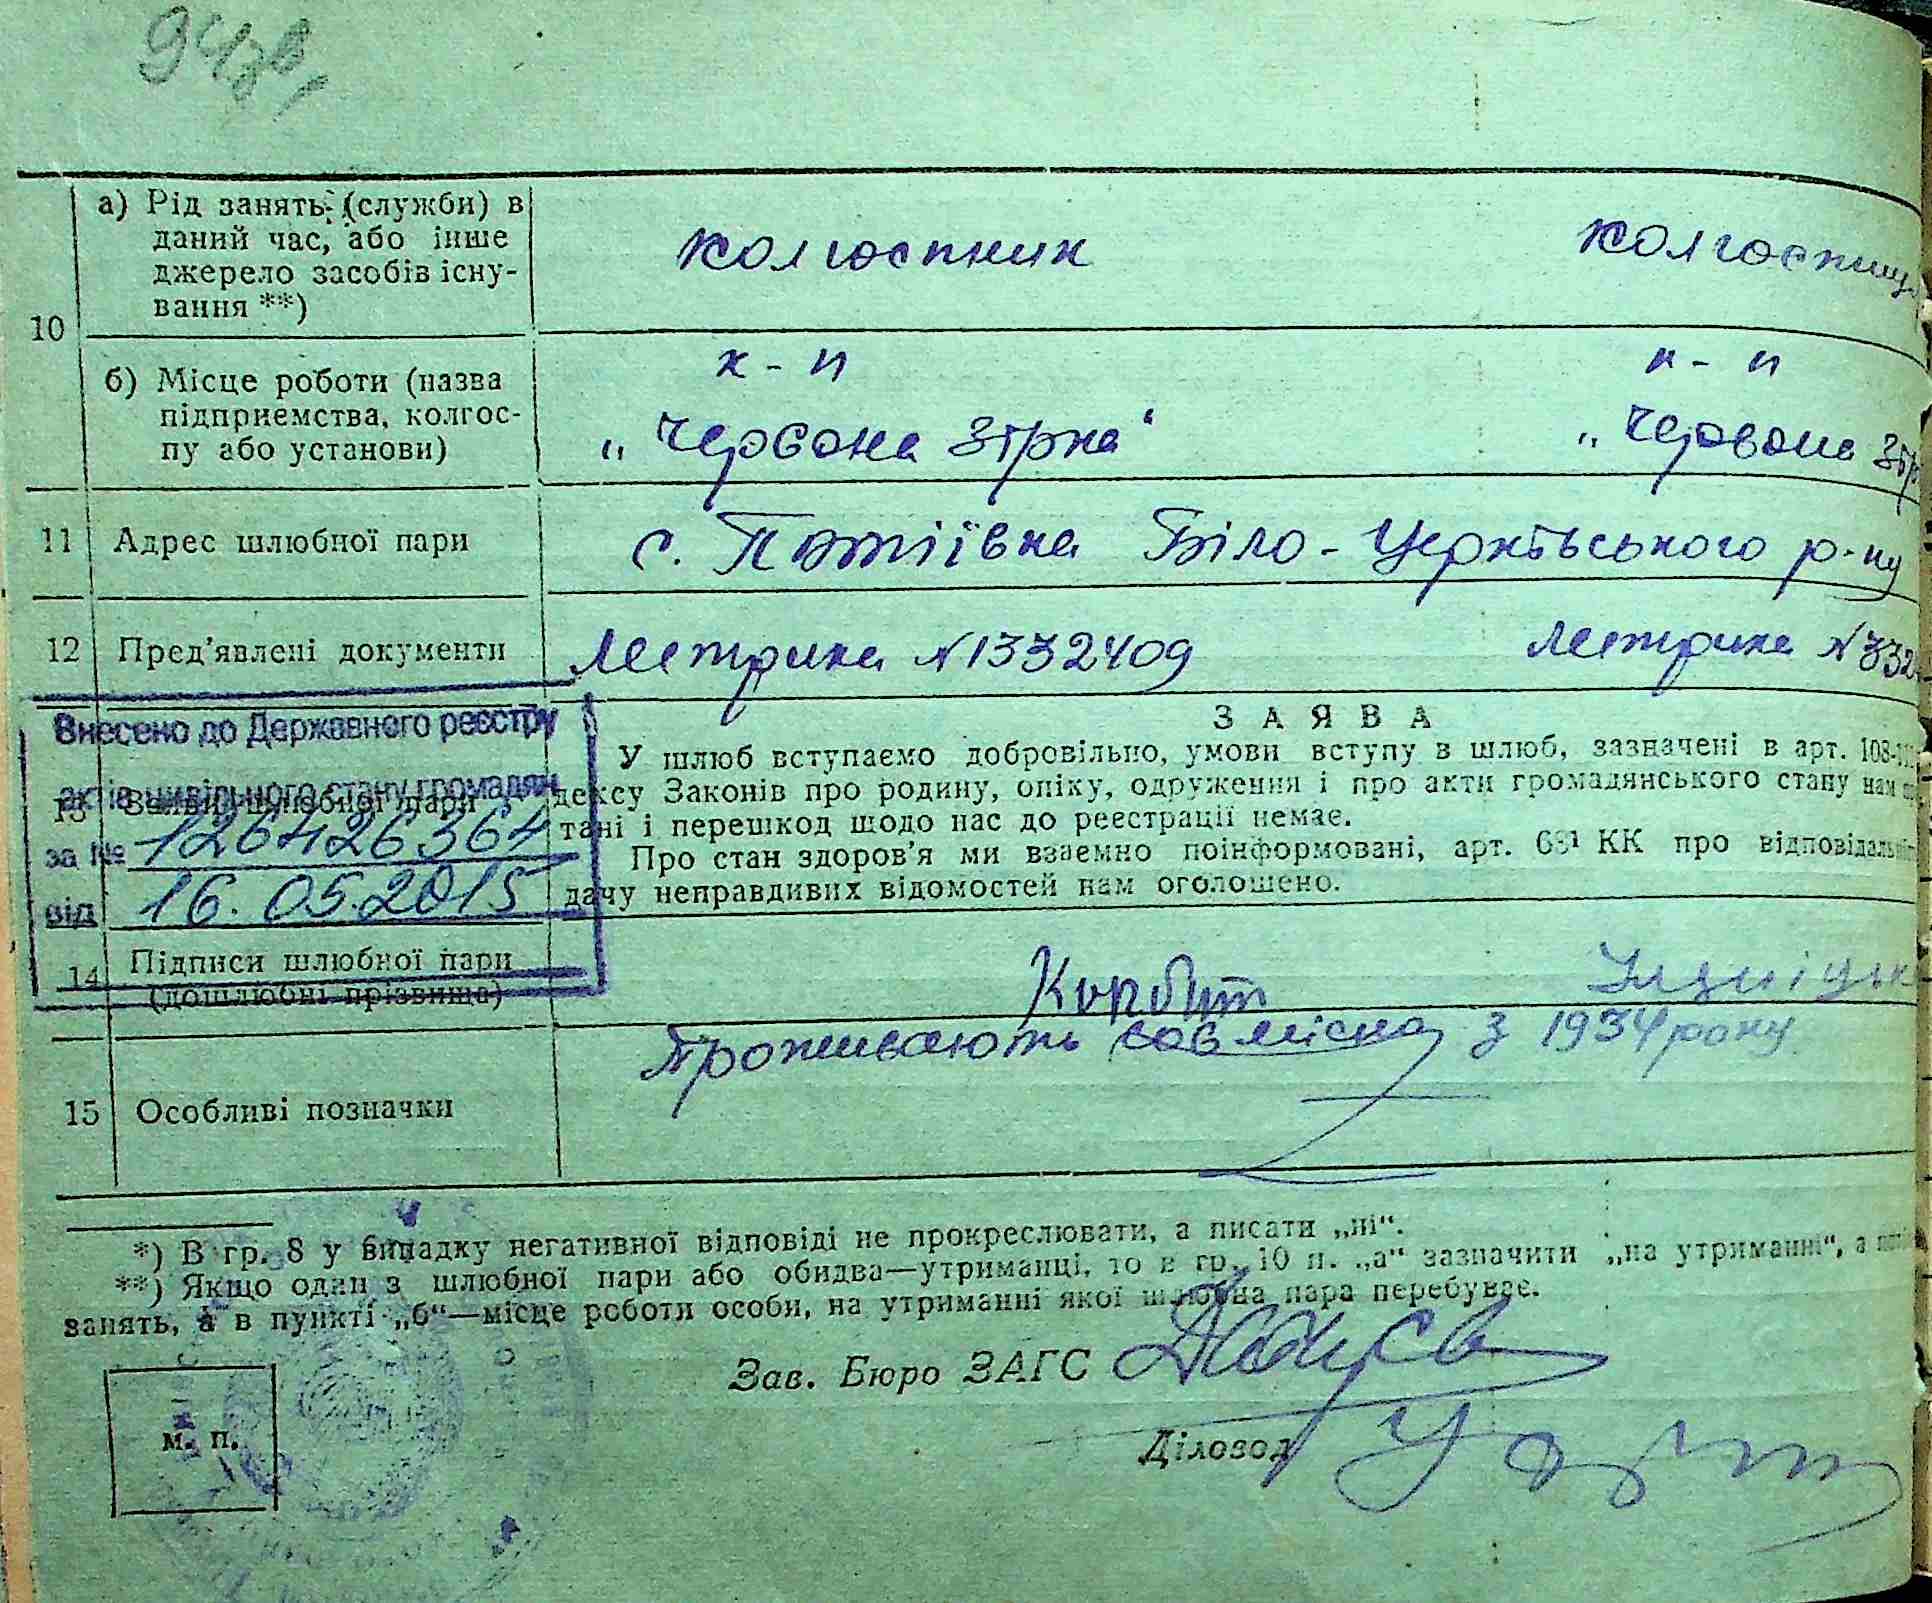 94зв,
а) Рід занять (служби) в
даний час, або інше
джерело засобів існу-
вання **)
колгоспник колгоспниц
10
б) Місце роботи (назва
підприємства, колгос-
пу або установи)
к-п к-п
„Червона Зірка“ „Червона Зір
11 Адрес шлюбної пари с. Потіївка Біло-Церківського р-ну
12 Пред'явлені документи Метрика №1332409 Метрика №332
Внесено до Державного реєстру
актів цивільного стану громадян
за № 126426364
від 16.05.2015
13 Заява шлюбної пари
ЗАЯВА
У шлюб вступаємо добровільно, умови вступу в шлюб, зазначені в арт. 108-
дексу Законів про родину, опіку, одруження і про акти громадянського стану нам
тані і перешкод щодо нас до реєстрації немає.
Про стан здоров'я ми взаємно поінформовані, арт. 68¹ КК про відповідаль
дачу неправдивих відомостей нам оголошено.
14 Підписи шлюбної пари
(дошлюбні прізвища)
Корбит
15 Особливі позначки
Проживають совмісно з 1934 року
*) В гр. 8 у випадку негативної відповіді не прокреслювати, а писати „ні“.
**) Якщо один з шлюбної пари або обидва—утриманці, то в гр. 10 п. „а“ зазначити „на утриманні“, а
занять, а в пункті „б“—місце роботи особи, на утриманні якої шлюбна пара перебуває.
Зав. Бюро ЗАГС
Діловод
м. п.